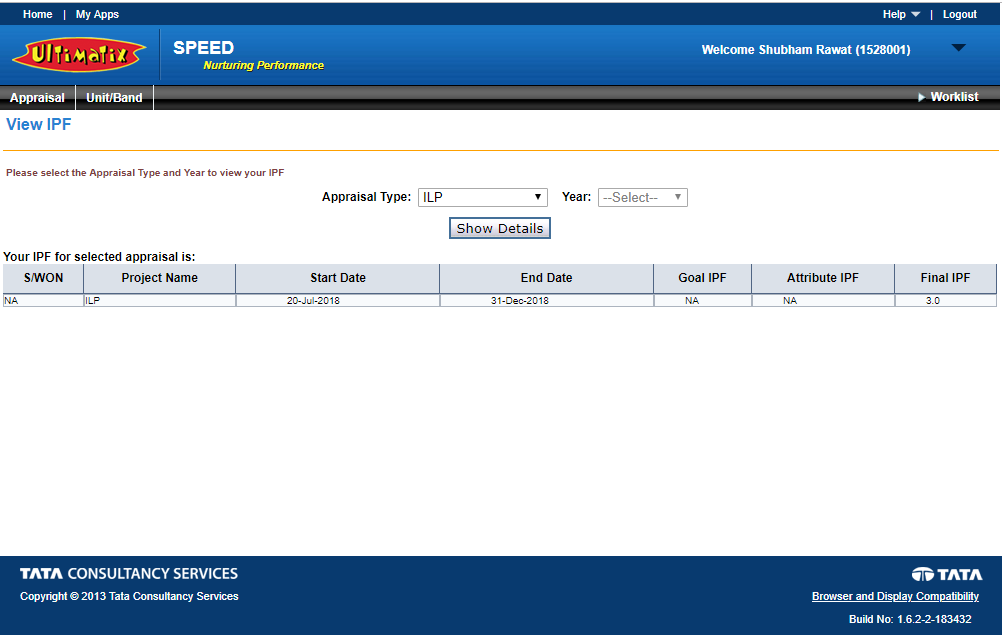 Home | My Apps Help | Logout
Ultimatix SPEED Welcome Shubham Rawat (1528001)
Nurturing Performance
Appraisal Unit/Band Worklist
View IPF
Please select the Appraisal Type and Year to view your IPF
Appraisal Type: ILP Year: --Select--
Show Details
Your IPF for selected appraisal is:
S/WON Project Name Start Date End Date Goal IPF Attribute IPF Final IPF
NA ILP 20-Jul-2018 31-Dec-2018 NA NA 3.0
TATA CONSULTANCY SERVICES TATA
Copyright © 2013 Tata Consultancy Services Browser and Display Compatibility
Build No: 1.6.2-2-183432